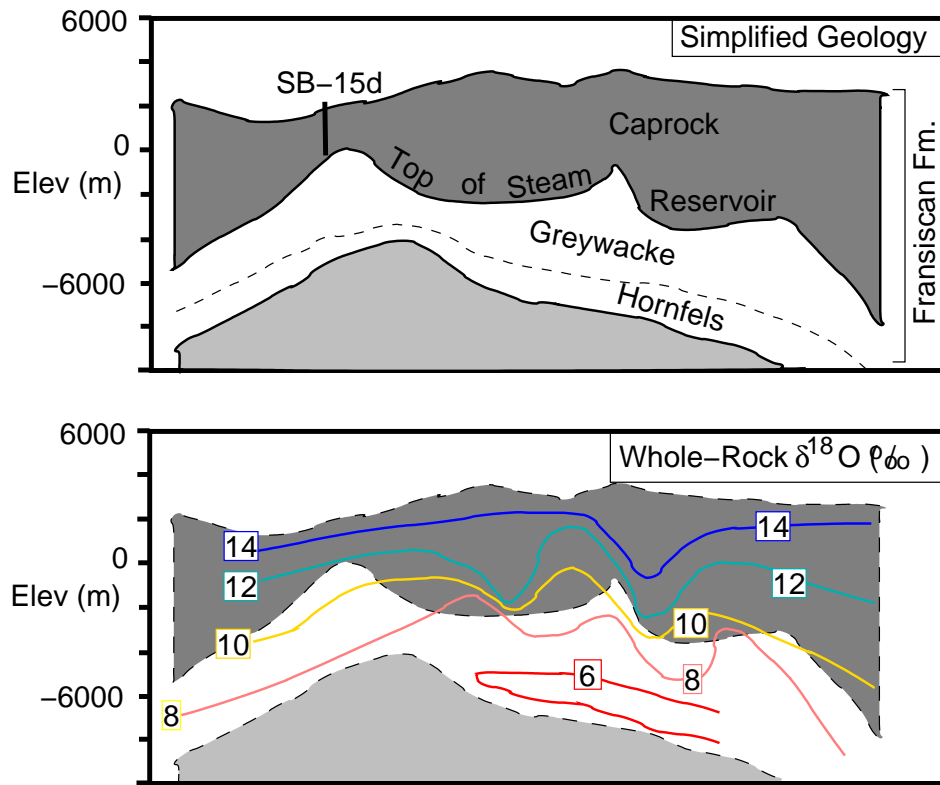 6000
Simplified Geology
SB–15d
Caprock
0
Elev (m)
Top of Steam
Reservoir
Greywacke
–6000
Hornfels
Fransiscan Fm.
6000
Whole–Rock δ18O (‰)
14
14
0
12
12
Elev (m)
10
10
6
8
–6000
8